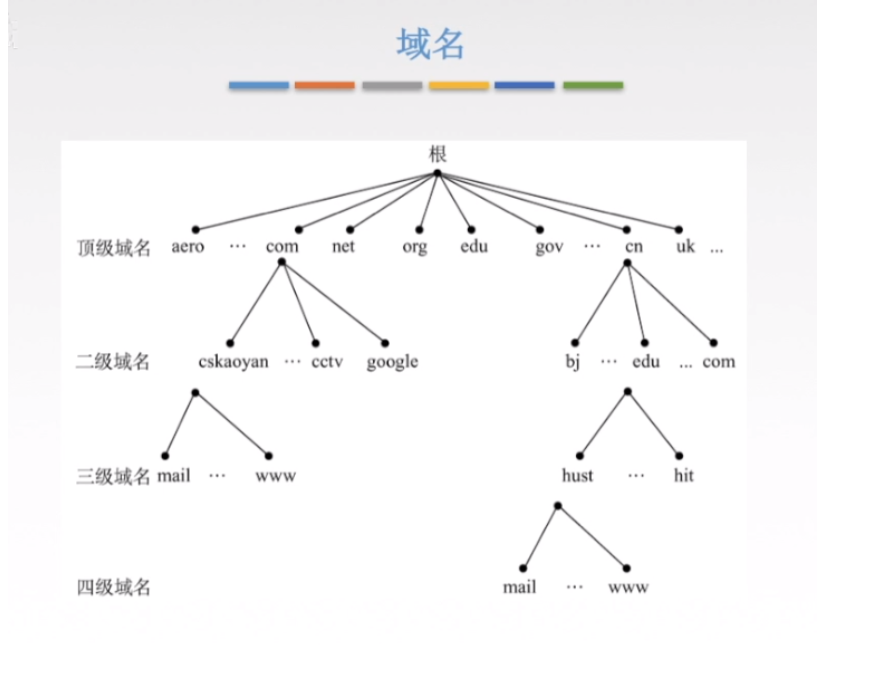 域名
根
顶级域名 aero ... com net org edu gov ... cn uk ...
二级域名 cskaoyan ... cctv google bj ... edu ... com
三级域名 mail ... www hust ... hit
四级域名 mail ... www